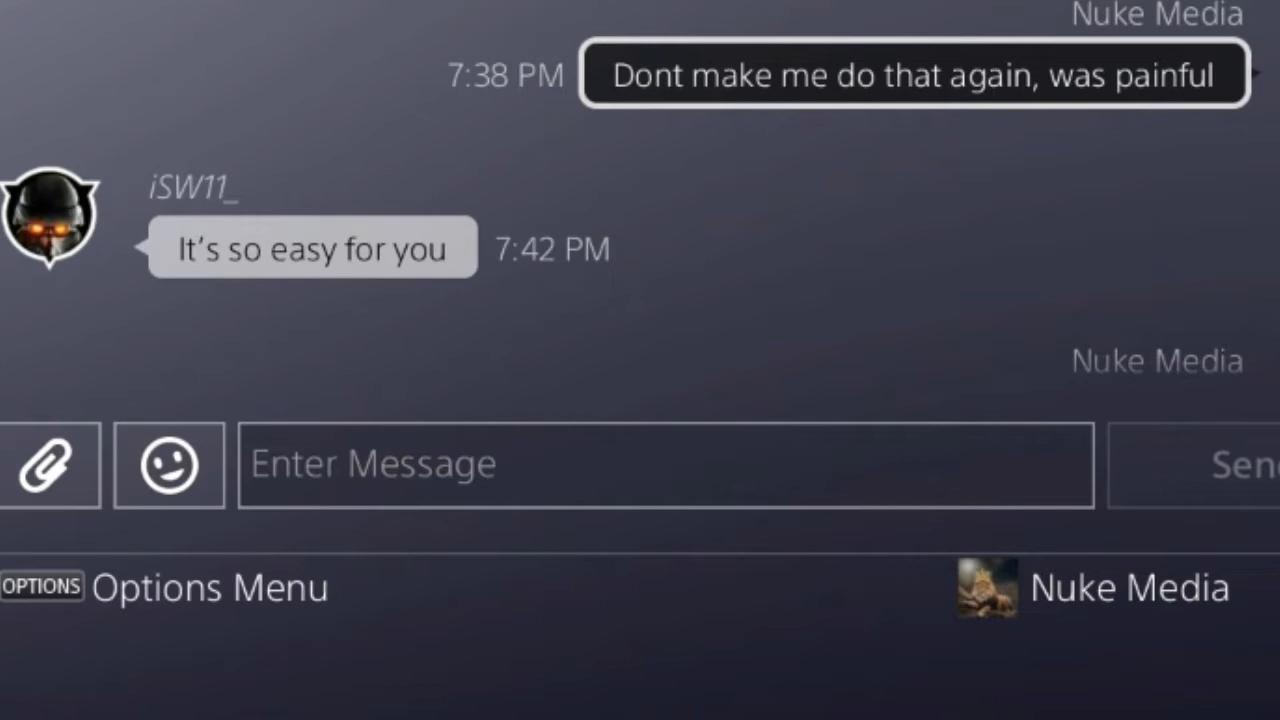 Nuke Media
7:38 PM Dont make me do that again, was painful
iSW11_
It's so easy for you 7:42 PM
Nuke Media
Enter Message
OPTIONS Options Menu Nuke Media